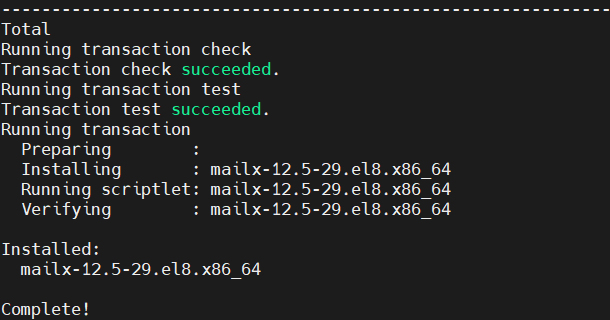 --------------------------------------------------------------
Total
Running transaction check
Transaction check succeeded.
Running transaction test
Transaction test succeeded.
Running transaction
  Preparing        :
  Installing       : mailx-12.5-29.el8.x86_64
  Running scriptlet: mailx-12.5-29.el8.x86_64
  Verifying        : mailx-12.5-29.el8.x86_64

Installed:
  mailx-12.5-29.el8.x86_64

Complete!